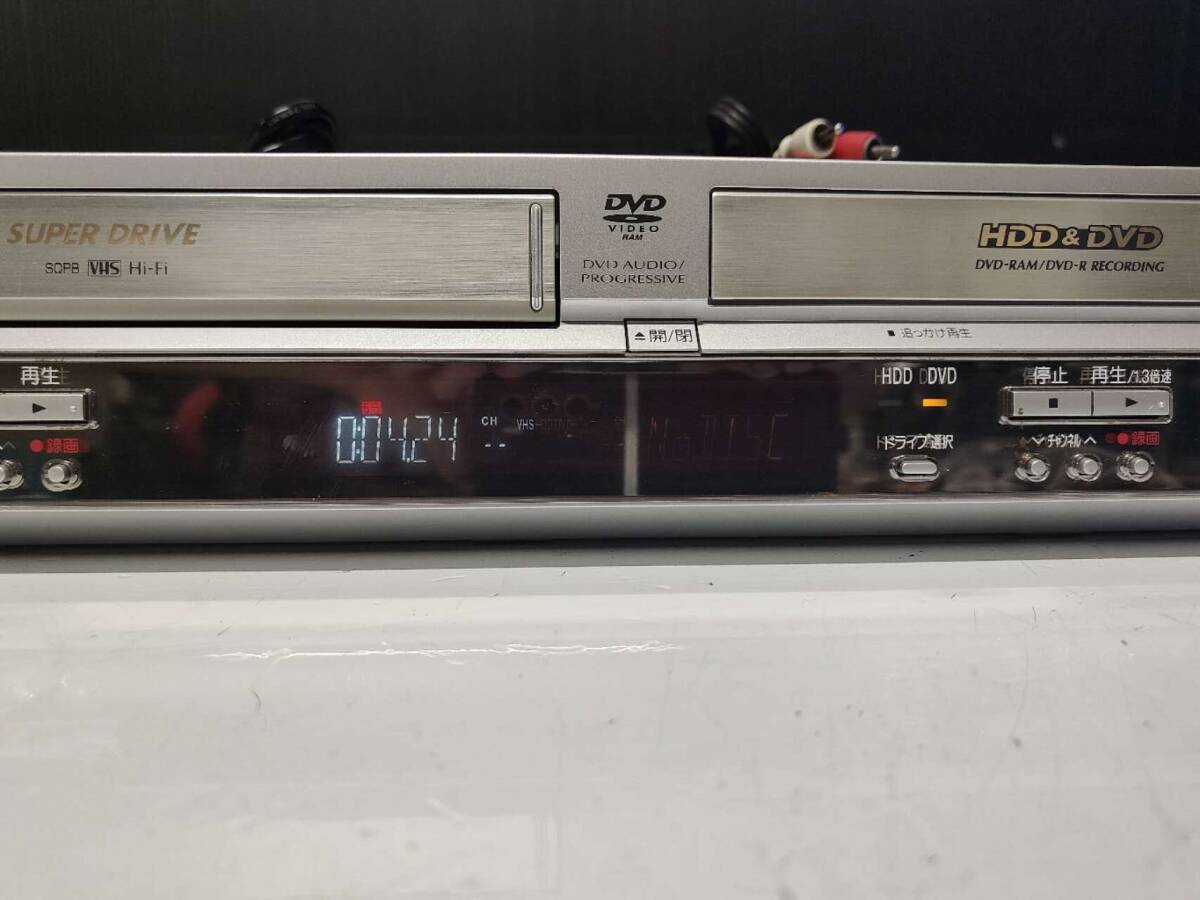 SUPER DRIVE
SQPB VHS Hi-Fi
DVD
VIDEO
RAM
DVD AUDIO/
PROGRESSIVE
HDD & DVD
DVD-RAM/DVD-R RECORDING
開/閉
追っかけ再生
再生
録画
0:04.24
CH
--
VHS
HDD DVD
ドライブ選択
停止 再生/1.3倍速
チャンネル 録画